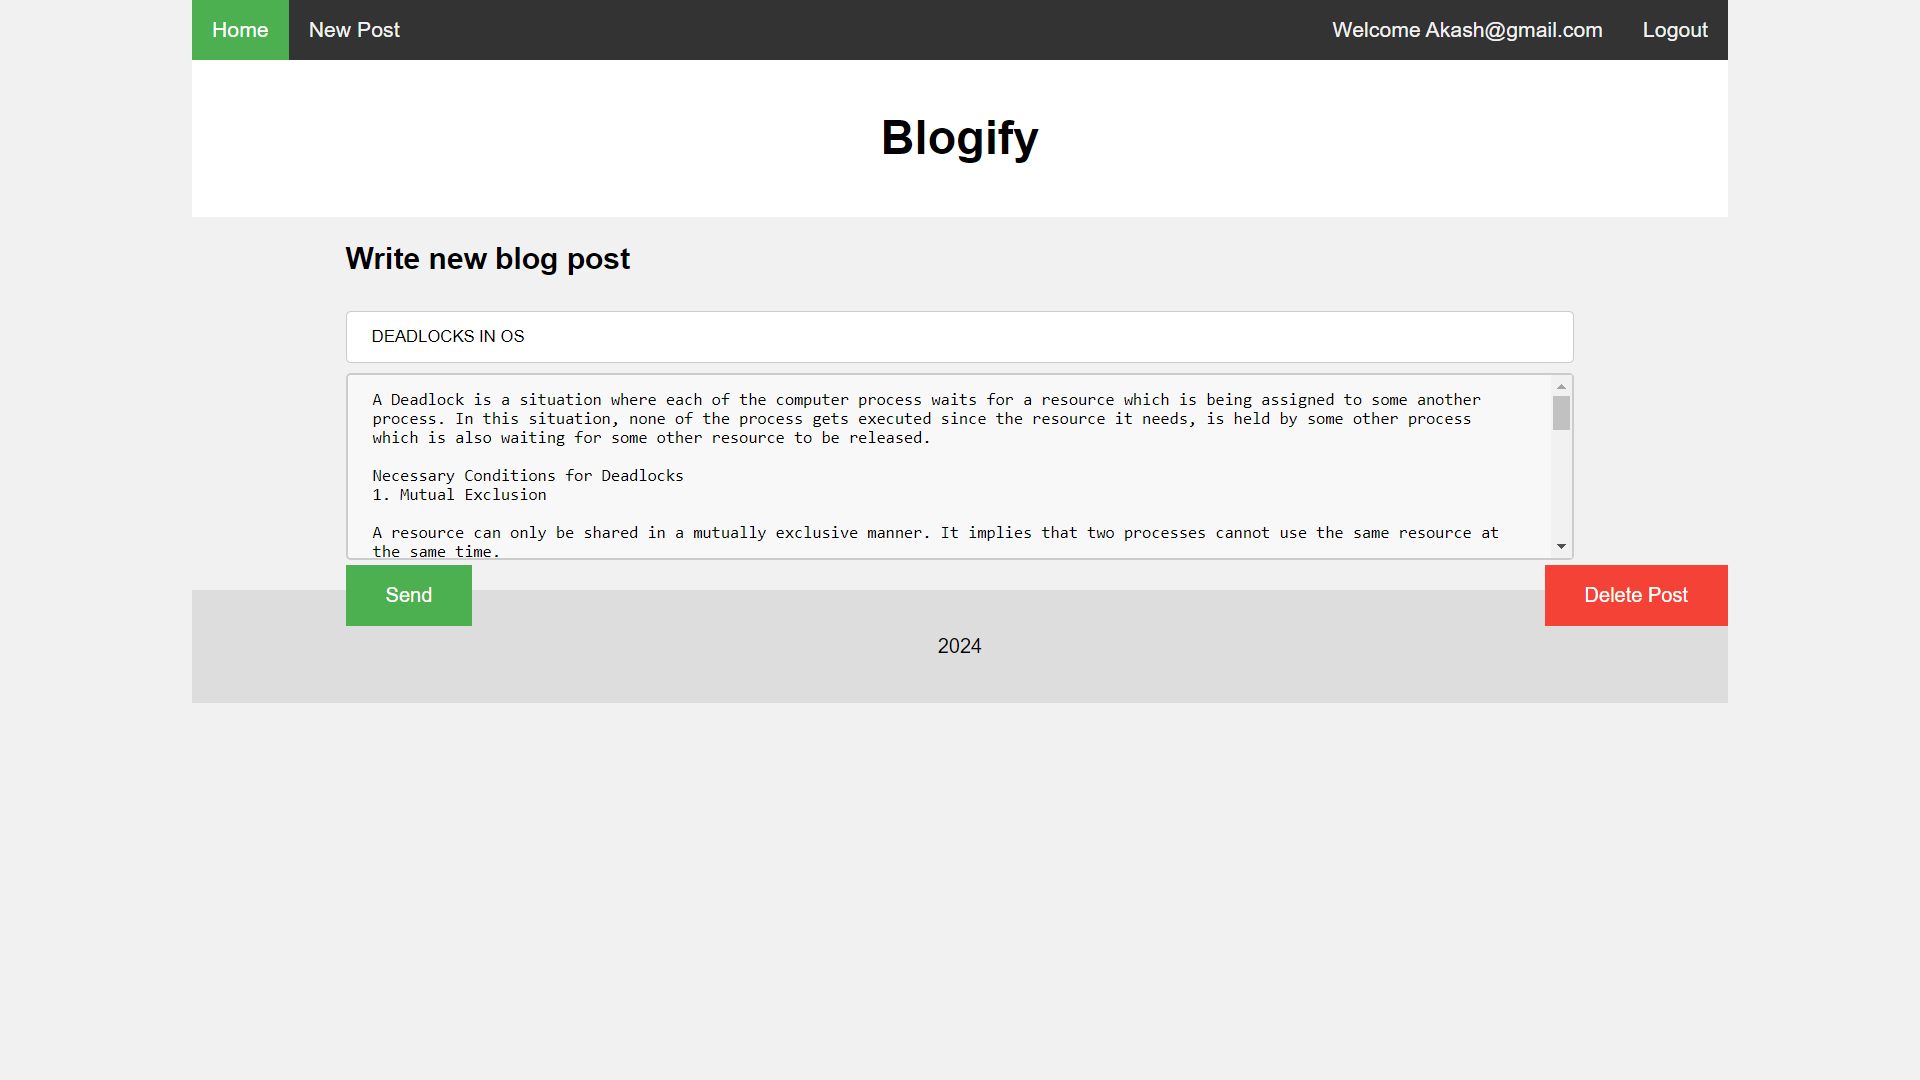 Home New Post Welcome Akash@gmail.com Logout
Blogify
Write new blog post
DEADLOCKS IN OS
A Deadlock is a situation where each of the computer process waits for a resource which is being assigned to some another
process. In this situation, none of the process gets executed since the resource it needs, is held by some other process
which is also waiting for some other resource to be released.
Necessary Conditions for Deadlocks
1. Mutual Exclusion
A resource can only be shared in a mutually exclusive manner. It implies that two processes cannot use the same resource at
the same time.
Send Delete Post
2024